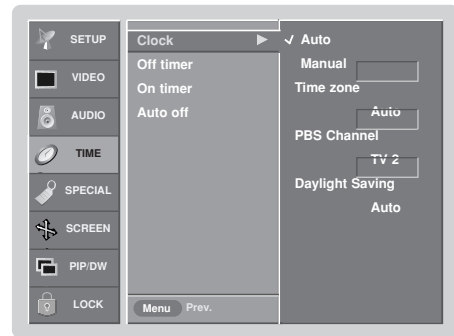 SETUP
VIDEO
AUDIO
TIME
SPECIAL
SCREEN
PIP/DW
LOCK
Clock
Off timer
On timer
Auto off
Menu Prev.
✓ Auto
Manual
Time zone
Auto
PBS Channel
TV 2
Daylight Saving
Auto